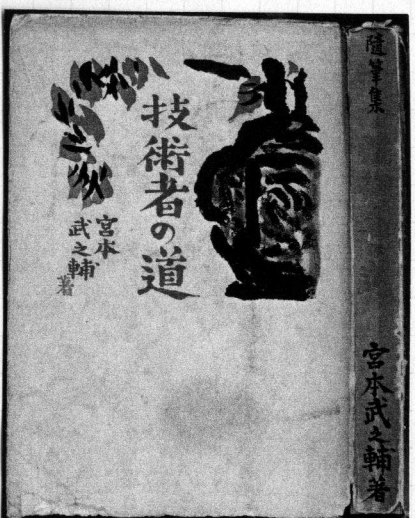 技術者の道
宮本
武之輔
著
随筆集
宮本武之輔著